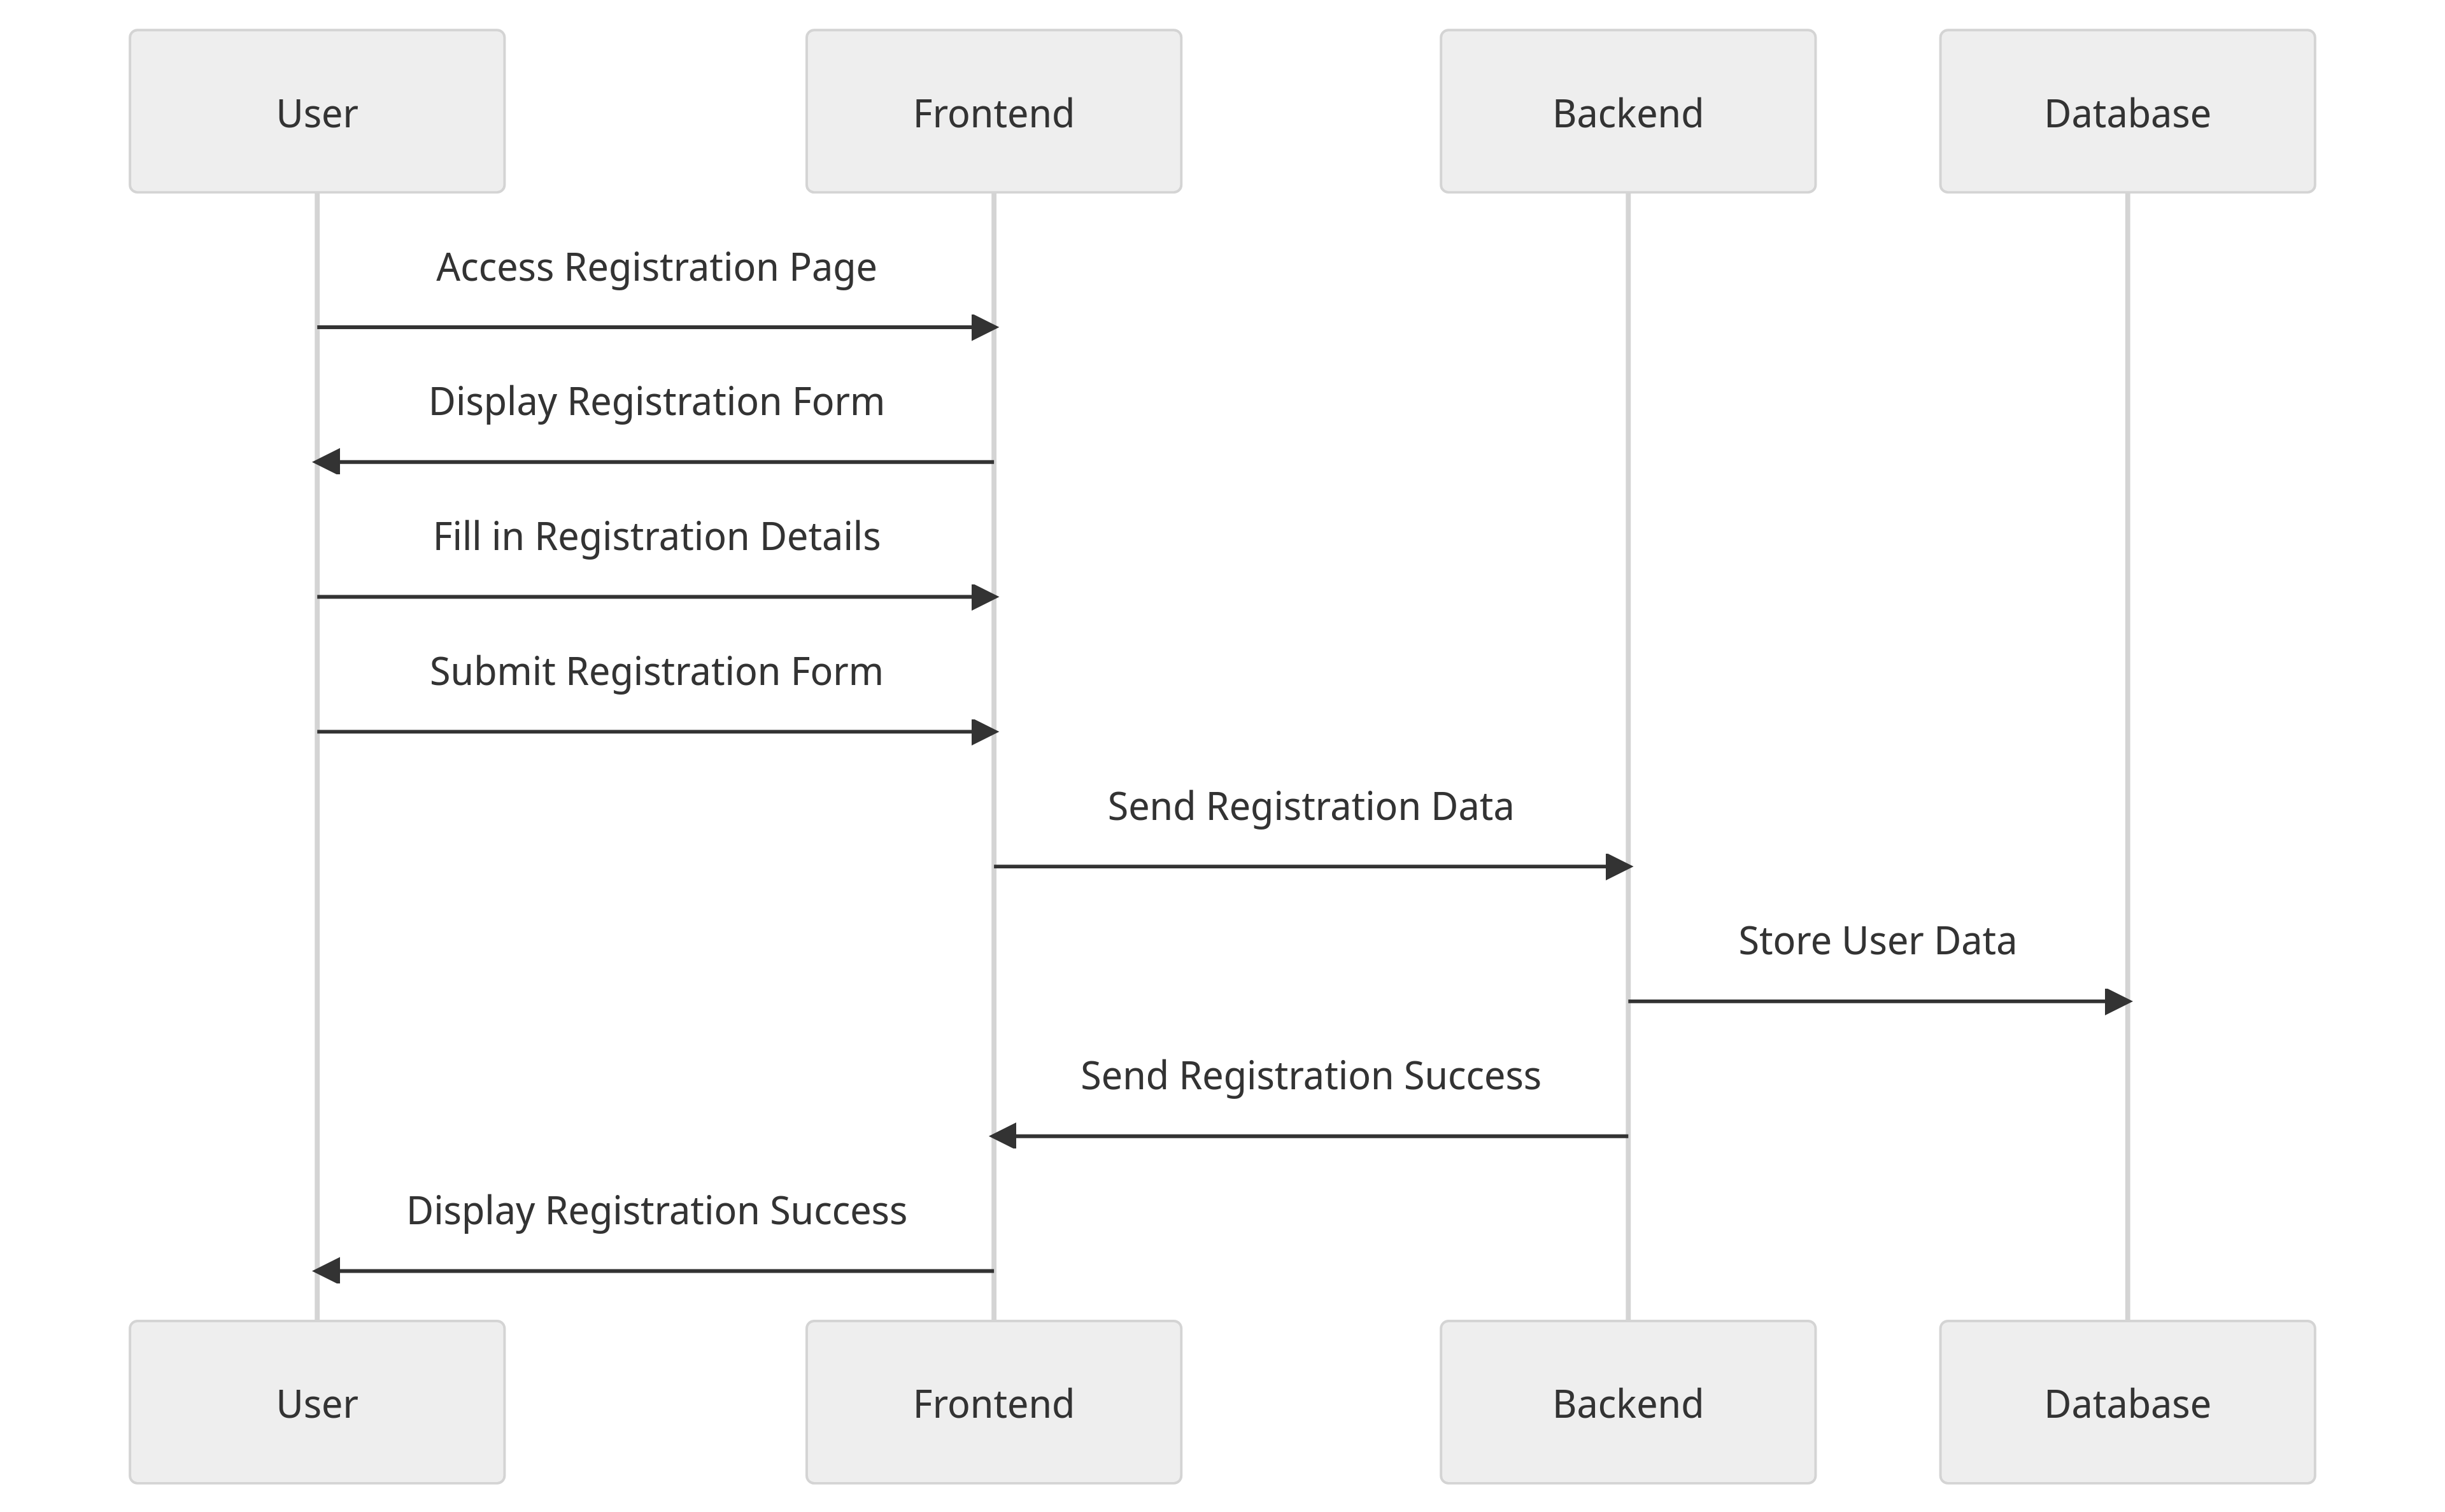 User
Frontend
Backend
Database
Access Registration Page
Display Registration Form
Fill in Registration Details
Submit Registration Form
Send Registration Data
Store User Data
Send Registration Success
Display Registration Success
User
Frontend
Backend
Database